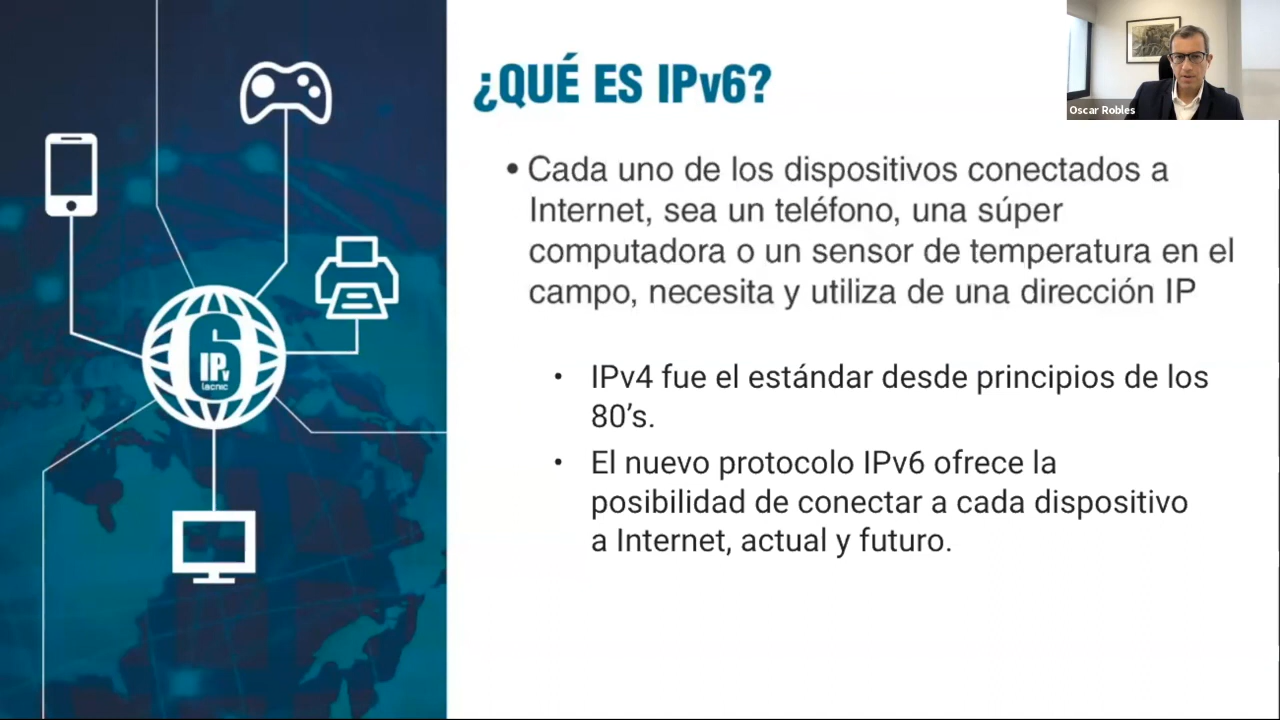 ¿QUÉ ES IPv6?
Oscar Robles
• Cada uno de los dispositivos conectados a
Internet, sea un teléfono, una súper
computadora o un sensor de temperatura en el
campo, necesita y utiliza de una dirección IP
• IPv4 fue el estándar desde principios de los
80’s.
• El nuevo protocolo IPv6 ofrece la
posibilidad de conectar a cada dispositivo
a Internet, actual y futuro.
6
IPv
lacnic